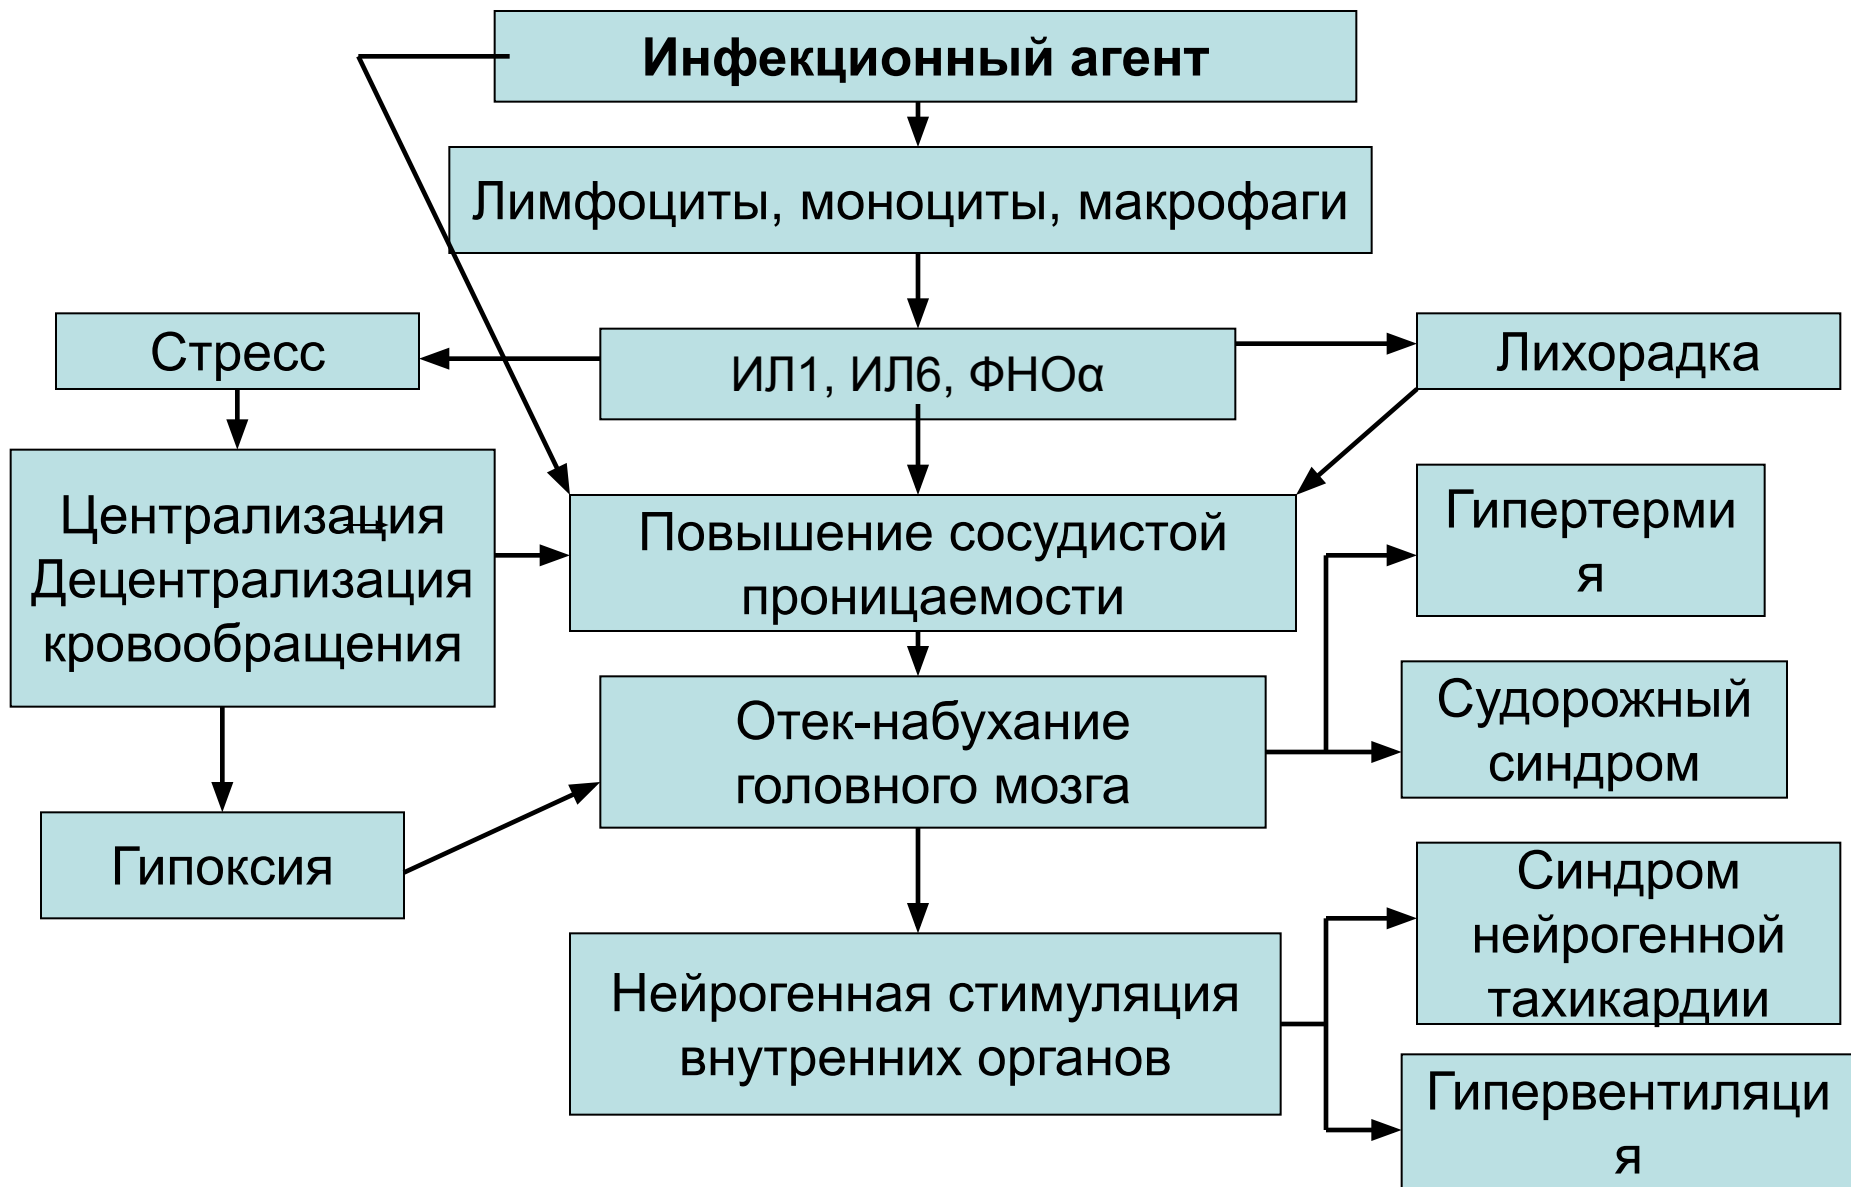 Инфекционный агент
Лимфоциты, моноциты, макрофаги
Стресс
ИЛ1, ИЛ6, ФНОα
Лихорадка
Централизация
Децентрализация
кровообращения
Повышение сосудистой
проницаемости
Гипертерми
я
Отек-набухание
головного мозга
Судорожный
синдром
Гипоксия
Нейрогенная стимуляция
внутренних органов
Синдром
нейрогенной
тахикардии
Гипервентиляци
я